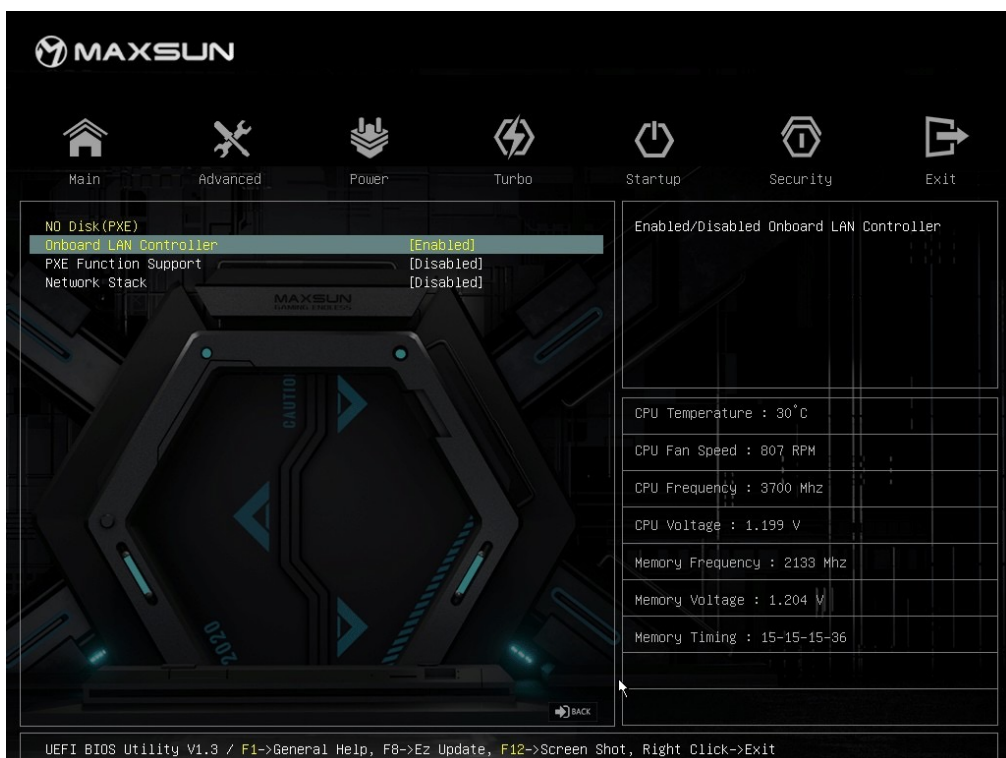 MAXSUN
Main Advanced Power Turbo Startup Security Exit
NO Disk(PXE)
Onboard LAN Controller [Enabled]
PXE Function Support [Disabled]
Network Stack [Disabled]
Enabled/Disabled Onboard LAN Controller
MAXSUN
GAMING ENDLESS
CAUTIO
2020
CPU Temperature : 30°C
CPU Fan Speed : 807 RPM
CPU Frequency : 3700 Mhz
CPU Voltage : 1.199 V
Memory Frequency : 2133 Mhz
Memory Voltage : 1.204 V
Memory Timing : 15-15-15-36
BACK
UEFI BIOS Utility V1.3 / F1->General Help, F8->Ez Update, F12->Screen Shot, Right Click->Exit